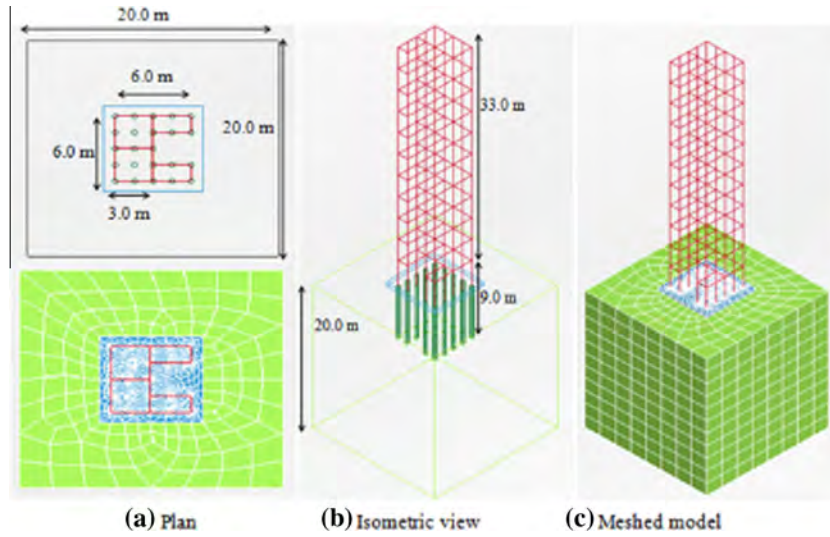 20.0 m
6.0 m
20.0 m
6.0 m
3.0 m
33.0 m
9.0 m
20.0 m
(a) Plan
(b) Isometric view
(c) Meshed model